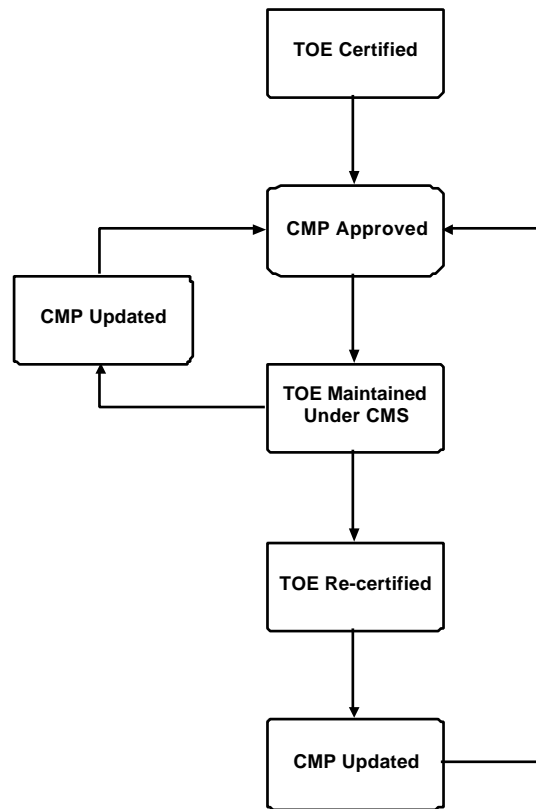 TOE Certified
CMP Approved
CMP Updated
TOE Maintained
Under CMS
TOE Re-certified
CMP Updated